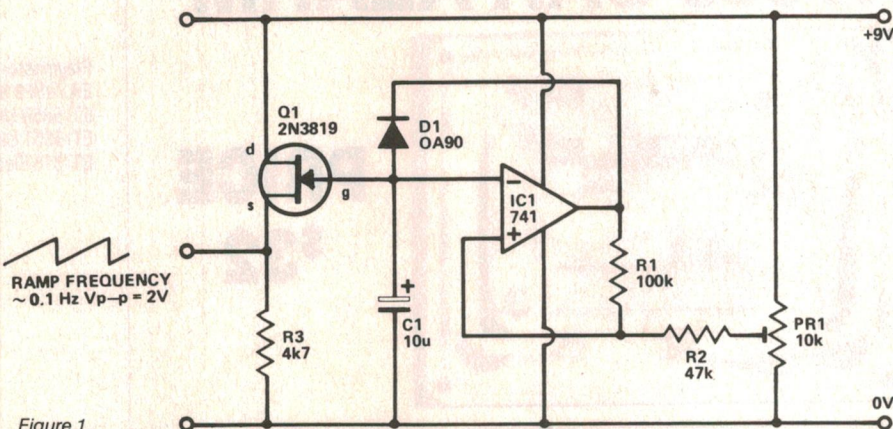 +9V
Q1
2N3819
d
s
g
D1
OA90
−
IC1
741
+
R1
100k
RAMP FREQUENCY
~ 0.1 Hz Vp–p = 2V
R3
4k7
+
C1
10u
R2
47k
PR1
10k
0V
Figure 1